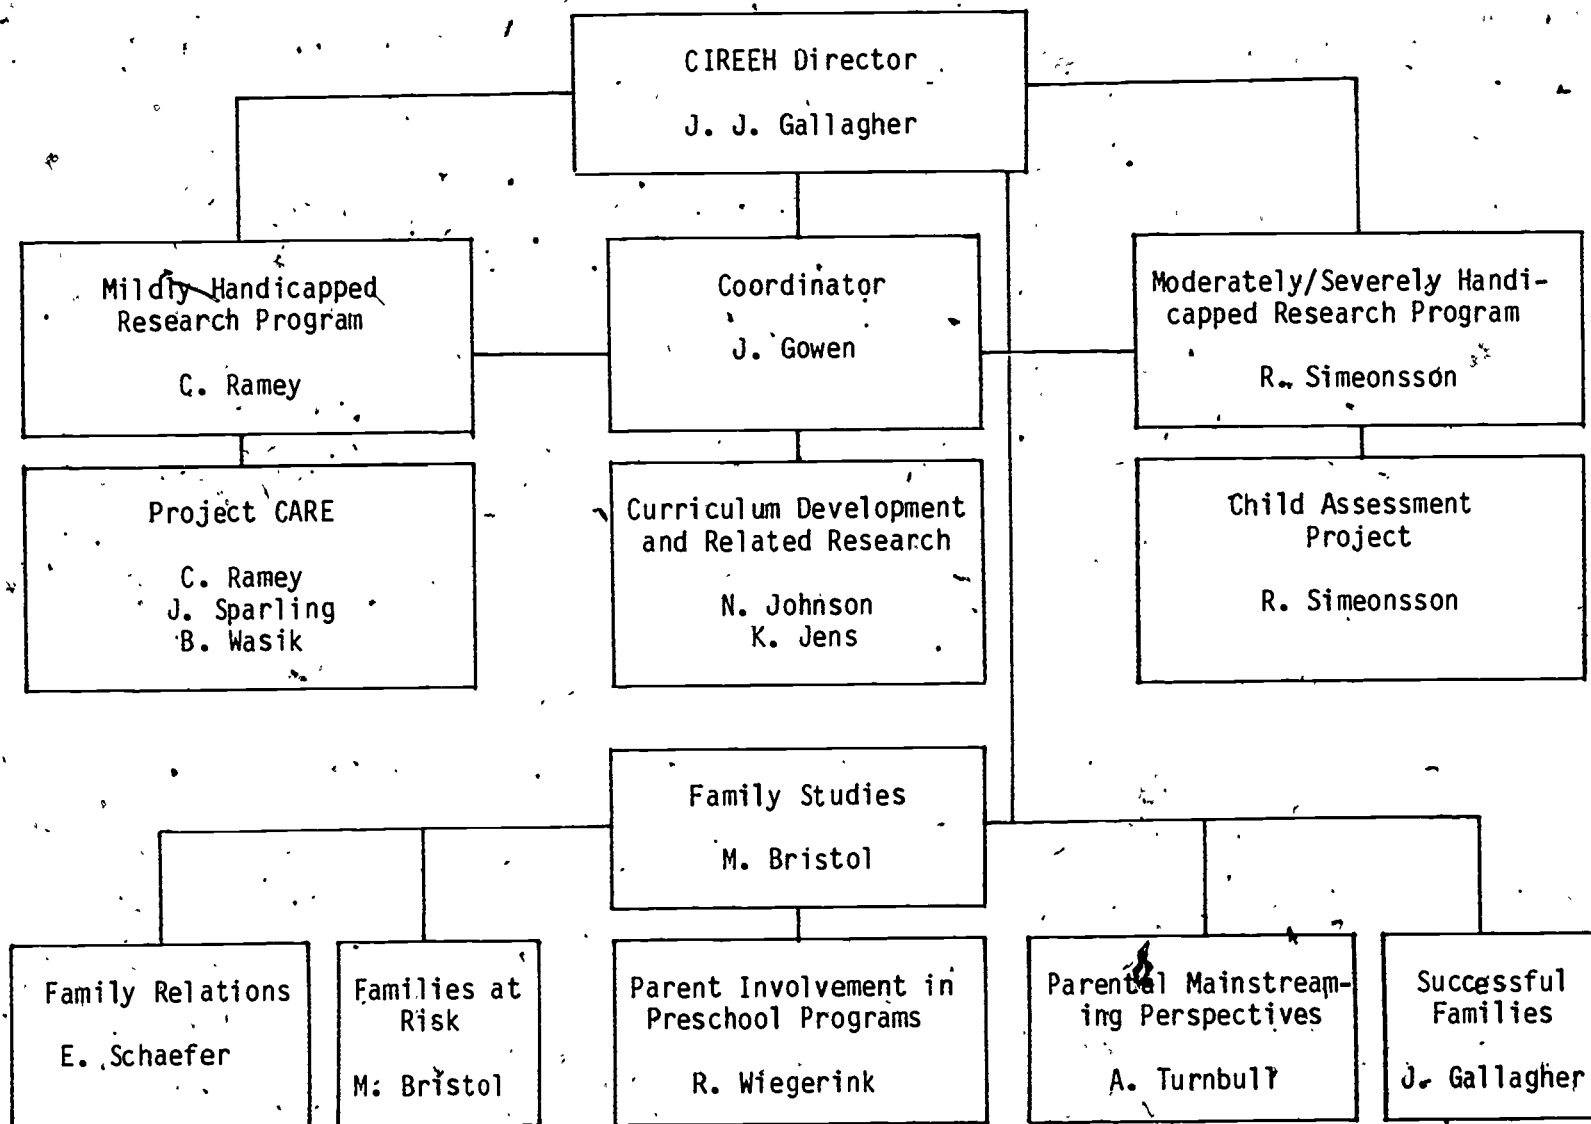 CIREEH Director
J. J. Gallagher
Mildly Handicapped
Research Program
C. Ramey
Coordinator
J. Gowen
Moderately/Severely Handi-
capped Research Program
R. Simeonsson
Project CARE
C. Ramey
J. Sparling
B. Wasik
Curriculum Development
and Related Research
N. Johnson
K. Jens
Child Assessment
Project
R. Simeonsson
Family Studies
M. Bristol
Family Relations
E. Schaefer
Families at
Risk
M. Bristol
Parent Involvement in
Preschool Programs
R. Wiegerink
Parental Mainstream-
ing Perspectives
A. Turnbull
Successful
Families
J. Gallagher